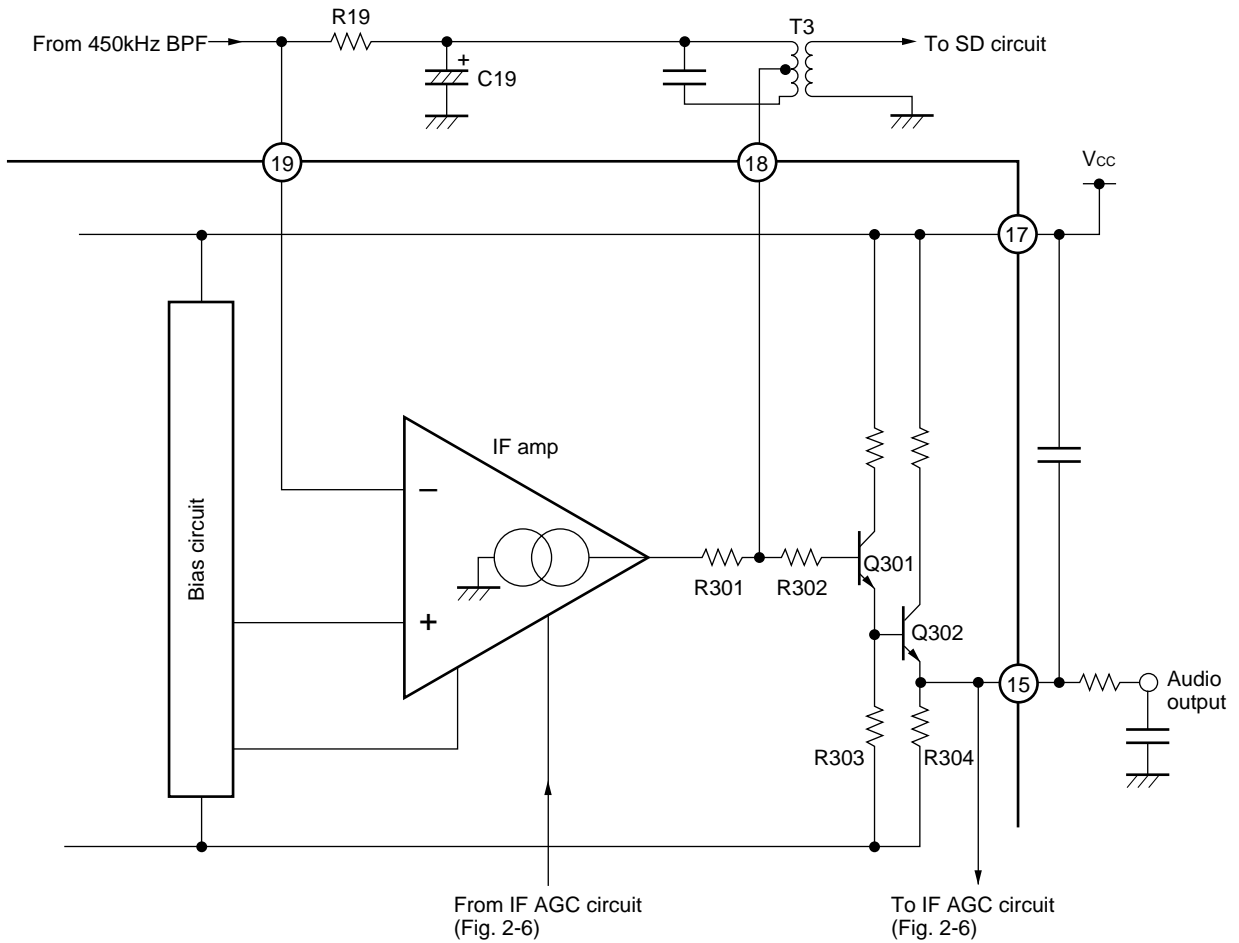 R19
T3
From 450kHz BPF
To SD circuit
+
C19
19
18
Vcc
17
IF amp
−
Bias circuit
Q301
R301
R302
+
Q302
15
Audio
output
R303
R304
From IF AGC circuit
(Fig. 2-6)
To IF AGC circuit
(Fig. 2-6)